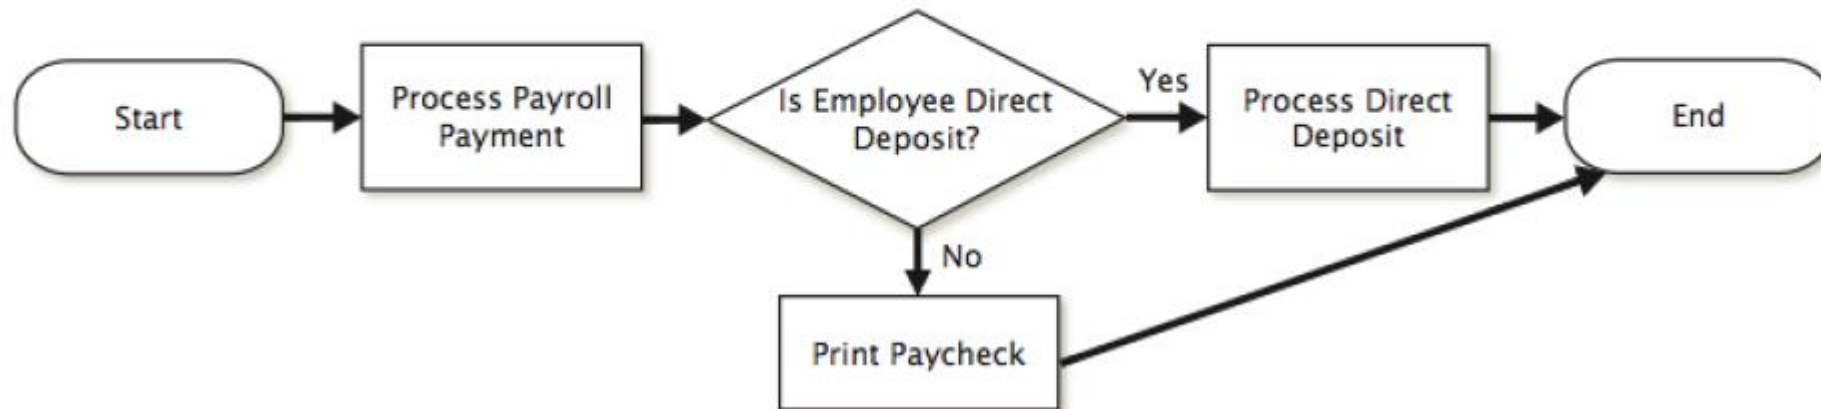 Start
Process Payroll
Payment
Is Employee Direct
Deposit?
Yes
Process Direct
Deposit
End
No
Print Paycheck